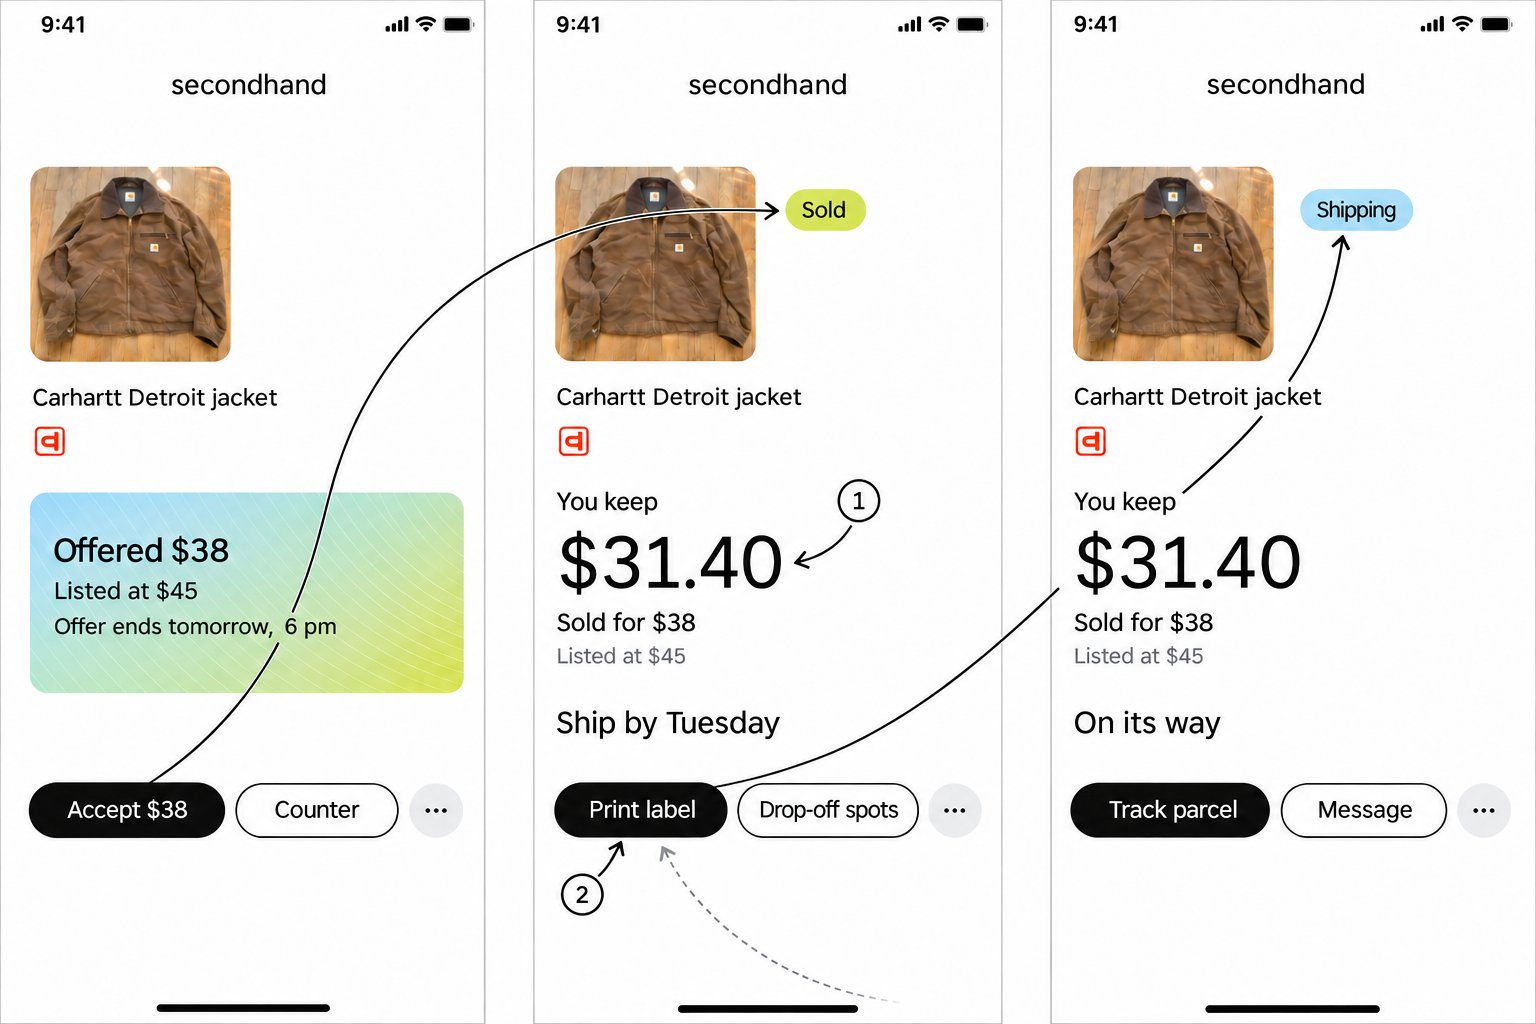 9:41
secondhand
Carhartt Detroit jacket
Offered $38
Listed at $45
Offer ends tomorrow, 6 pm
Accept $38
Counter
9:41
secondhand
Sold
Carhartt Detroit jacket
You keep
1
$31.40
Sold for $38
Listed at $45
Ship by Tuesday
Print label
Drop-off spots
2
9:41
secondhand
Shipping
Carhartt Detroit jacket
You keep
$31.40
Sold for $38
Listed at $45
On its way
Track parcel
Message